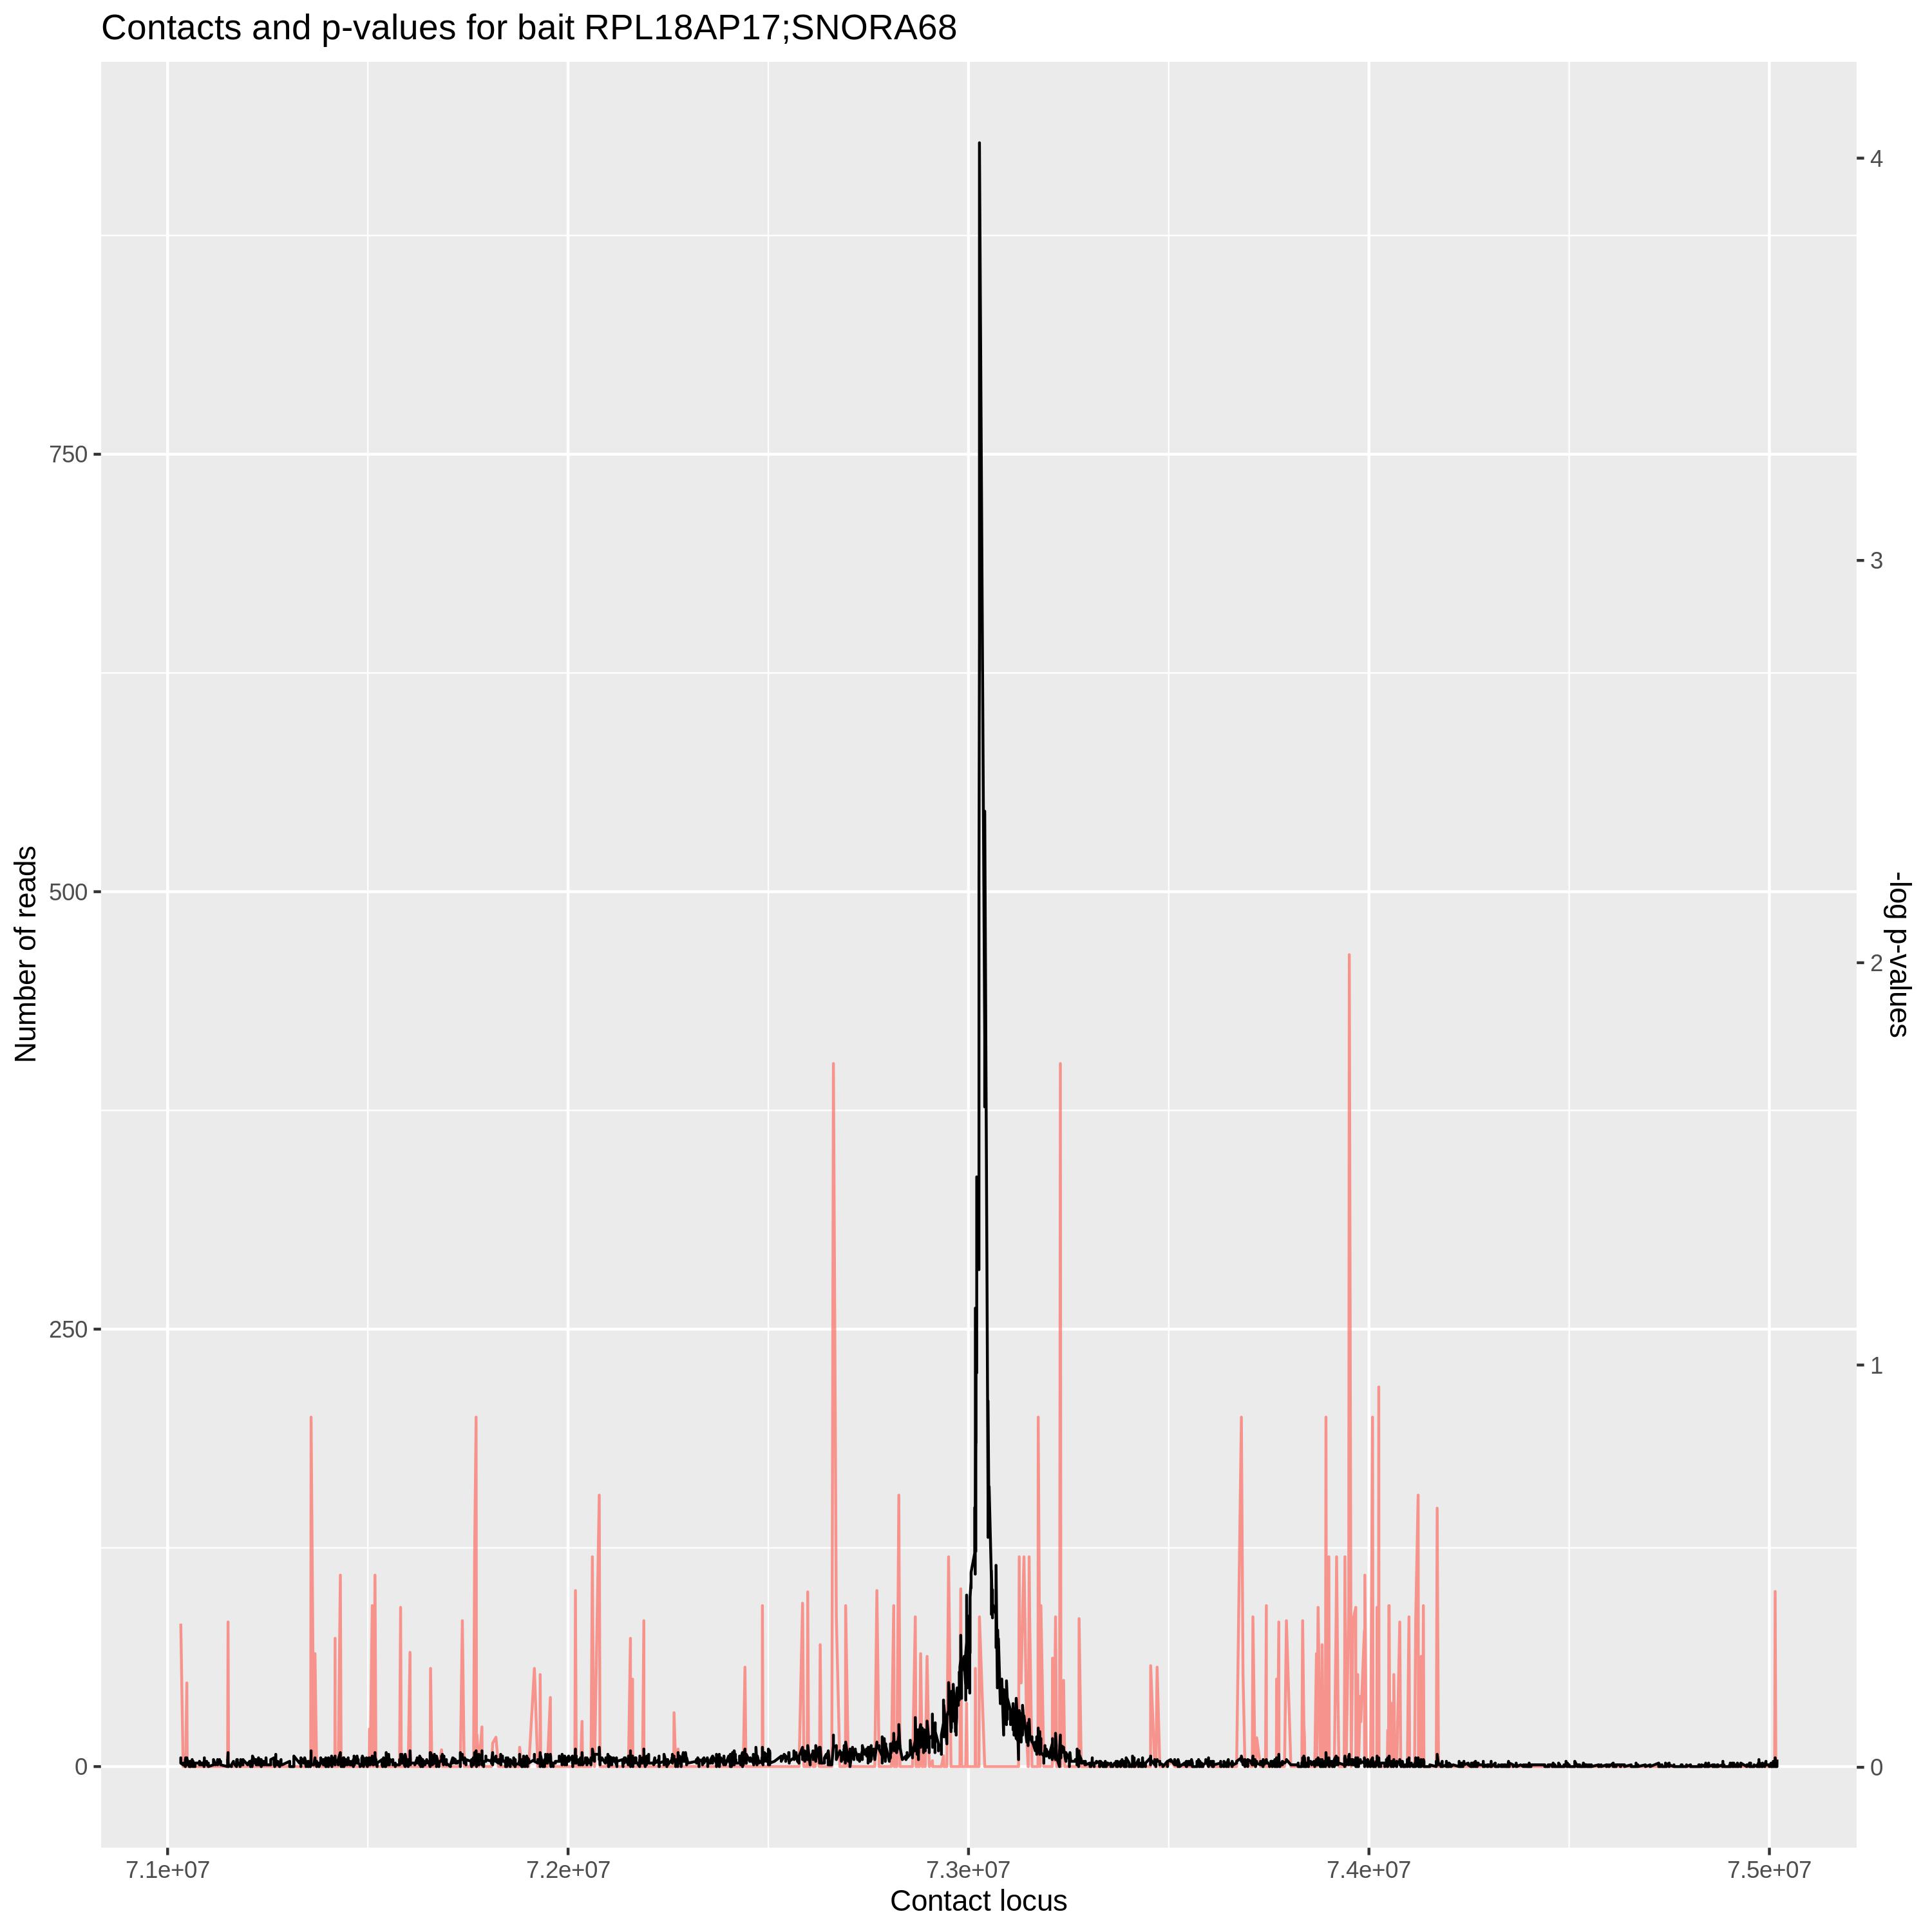 Contacts and p-values for bait RPL18AP17;SNORA68
Number of reads
750
500
250
0
4
3
2
1
0
-log p-values
7.1e+07
7.2e+07
7.3e+07
7.4e+07
7.5e+07
Contact locus